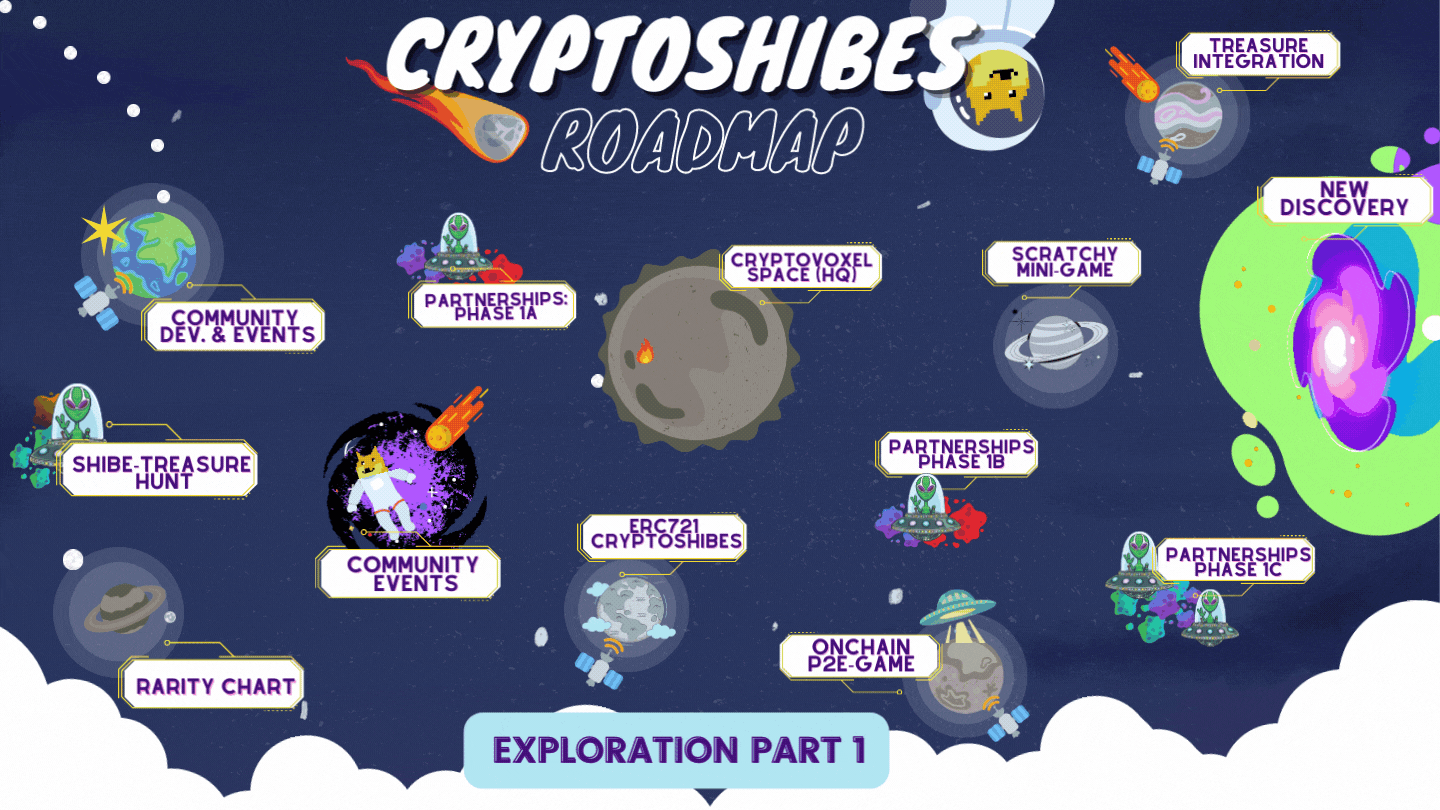 CRYPTOSHIBES
ROADMAP
TREASURE
INTEGRATION
NEW
DISCOVERY
COMMUNITY
DEV. & EVENTS
PARTNERSHIPS:
PHASE 1A
CRYPTOVOXEL
SPACE (HQ)
SCRATCHY
MINI-GAME
SHIBE-TREASURE
HUNT
COMMUNITY
EVENTS
ERC721
CRYPTOSHIBES
PARTNERSHIPS
PHASE 1B
PARTNERSHIPS
PHASE 1C
RARITY CHART
ONCHAIN
P2E-GAME
EXPLORATION PART 1